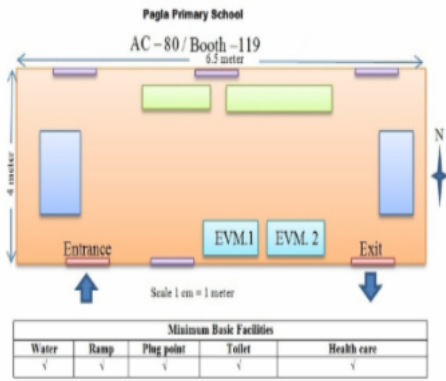 Pagla Primary School
AC – 80 / Booth –119
6.5 meter
4 meter
N
EVM.1 EVM. 2
Entrance Exit
Scale 1 cm = 1 meter
Minimum Basic Facilities
Water Ramp Plug point Toilet Health care
√ √ √ √ √